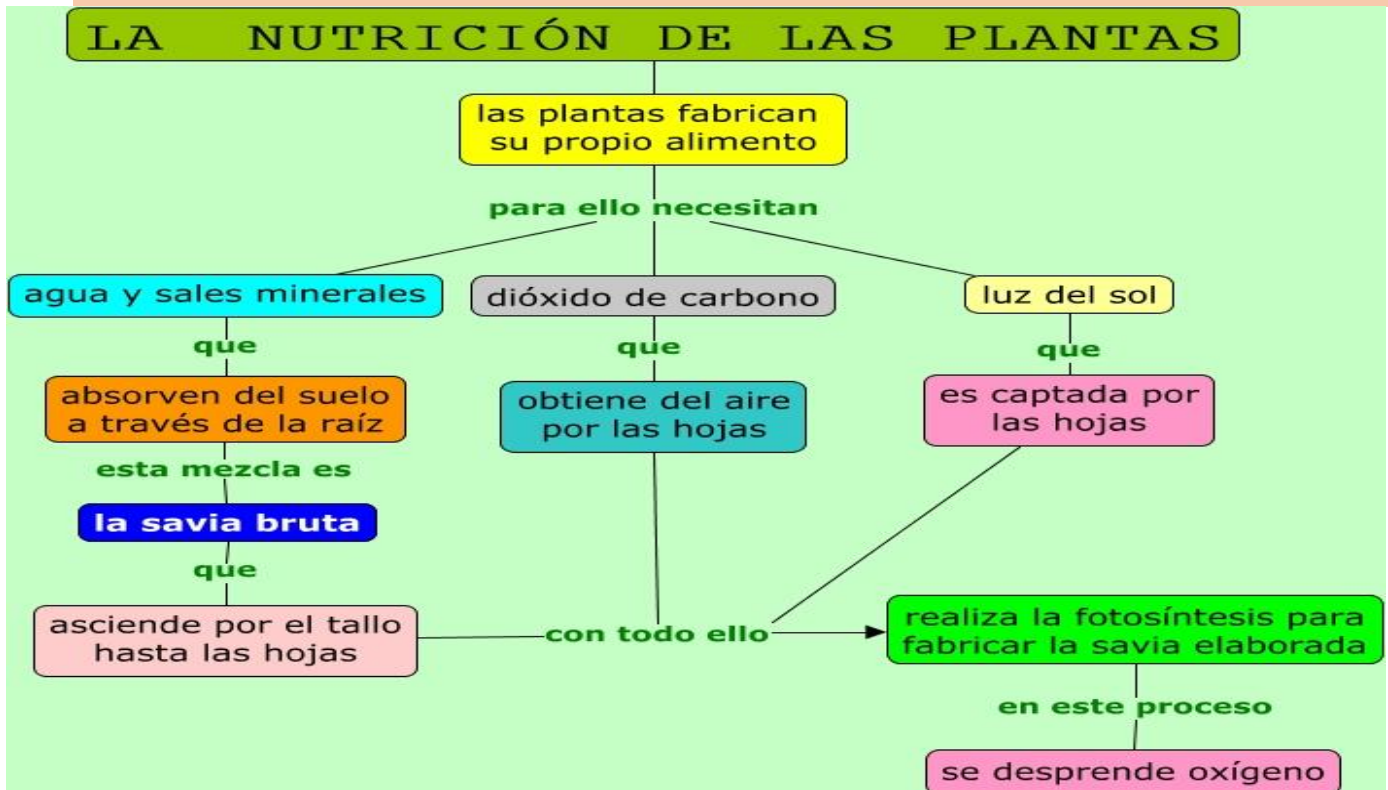 LA NUTRICIÓN DE LAS PLANTAS
las plantas fabrican
su propio alimento
para ello necesitan
agua y sales minerales
que
absorven del suelo
a través de la raíz
esta mezcla es
la savia bruta
que
asciende por el tallo
hasta las hojas
dióxido de carbono
que
obtiene del aire
por las hojas
luz del sol
que
es captada por
las hojas
con todo ello
realiza la fotosíntesis para
fabricar la savia elaborada
en este proceso
se desprende oxígeno